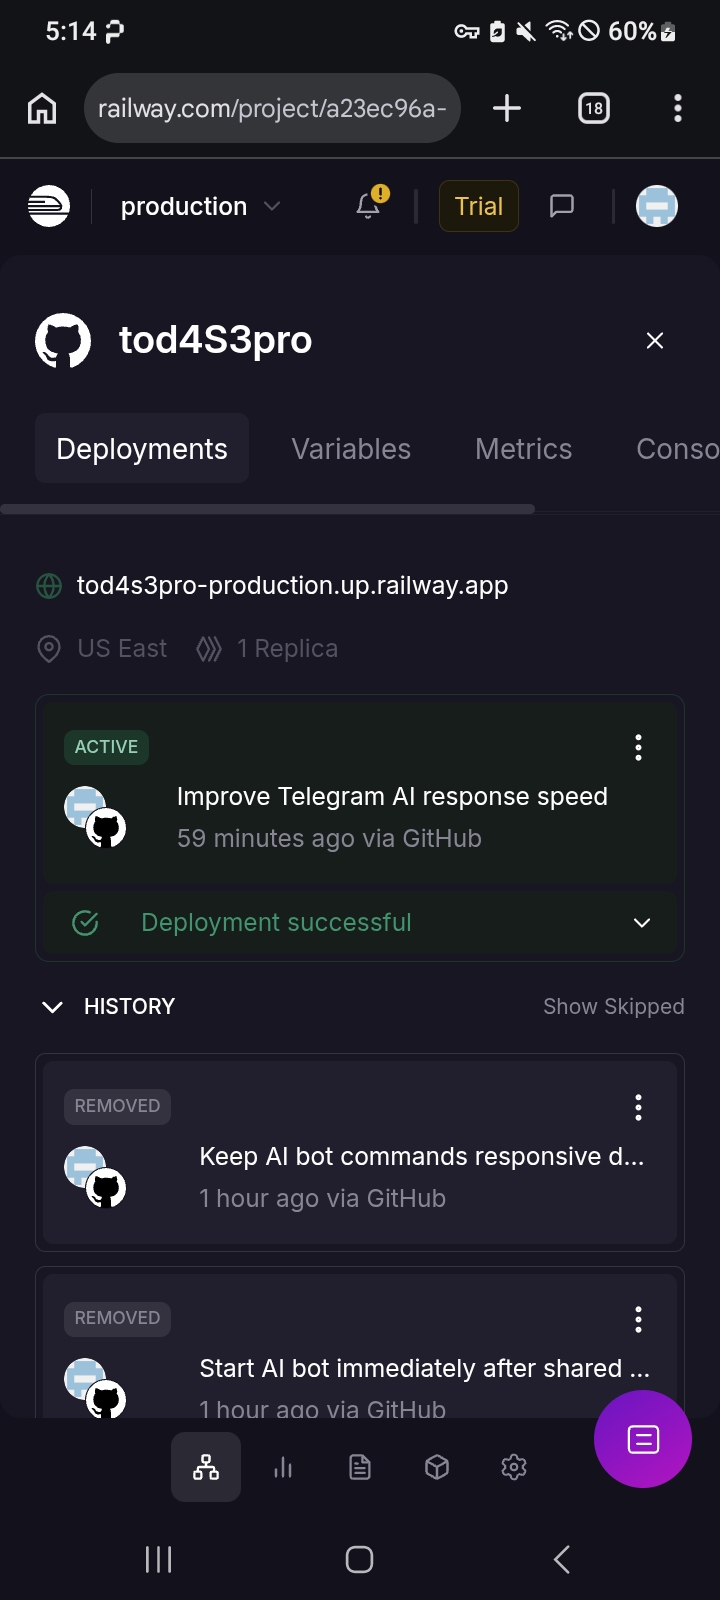 5:14
60%
railway.com/project/a23ec96a-
18
production
Trial
tod4S3pro
Deployments Variables Metrics Conso
tod4s3pro-production.up.railway.app
US East 1 Replica
ACTIVE
Improve Telegram AI response speed
59 minutes ago via GitHub
Deployment successful
HISTORY Show Skipped
REMOVED
Keep AI bot commands responsive d...
1 hour ago via GitHub
REMOVED
Start AI bot immediately after shared ...
1 hour ago via GitHub